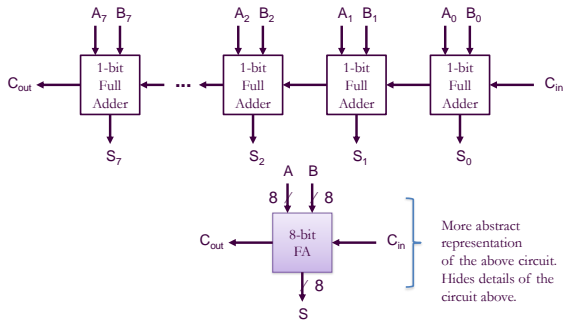 A7 B7 A2 B2 A1 B1 A0 B0
1-bit Full Adder
1-bit Full Adder
1-bit Full Adder
1-bit Full Adder
Cout ... Cin
S7 S2 S1 S0
A B
8 8
8-bit
FA
Cout Cin
8
S
More abstract
representation
of the above circuit.
Hides details of the
circuit above.